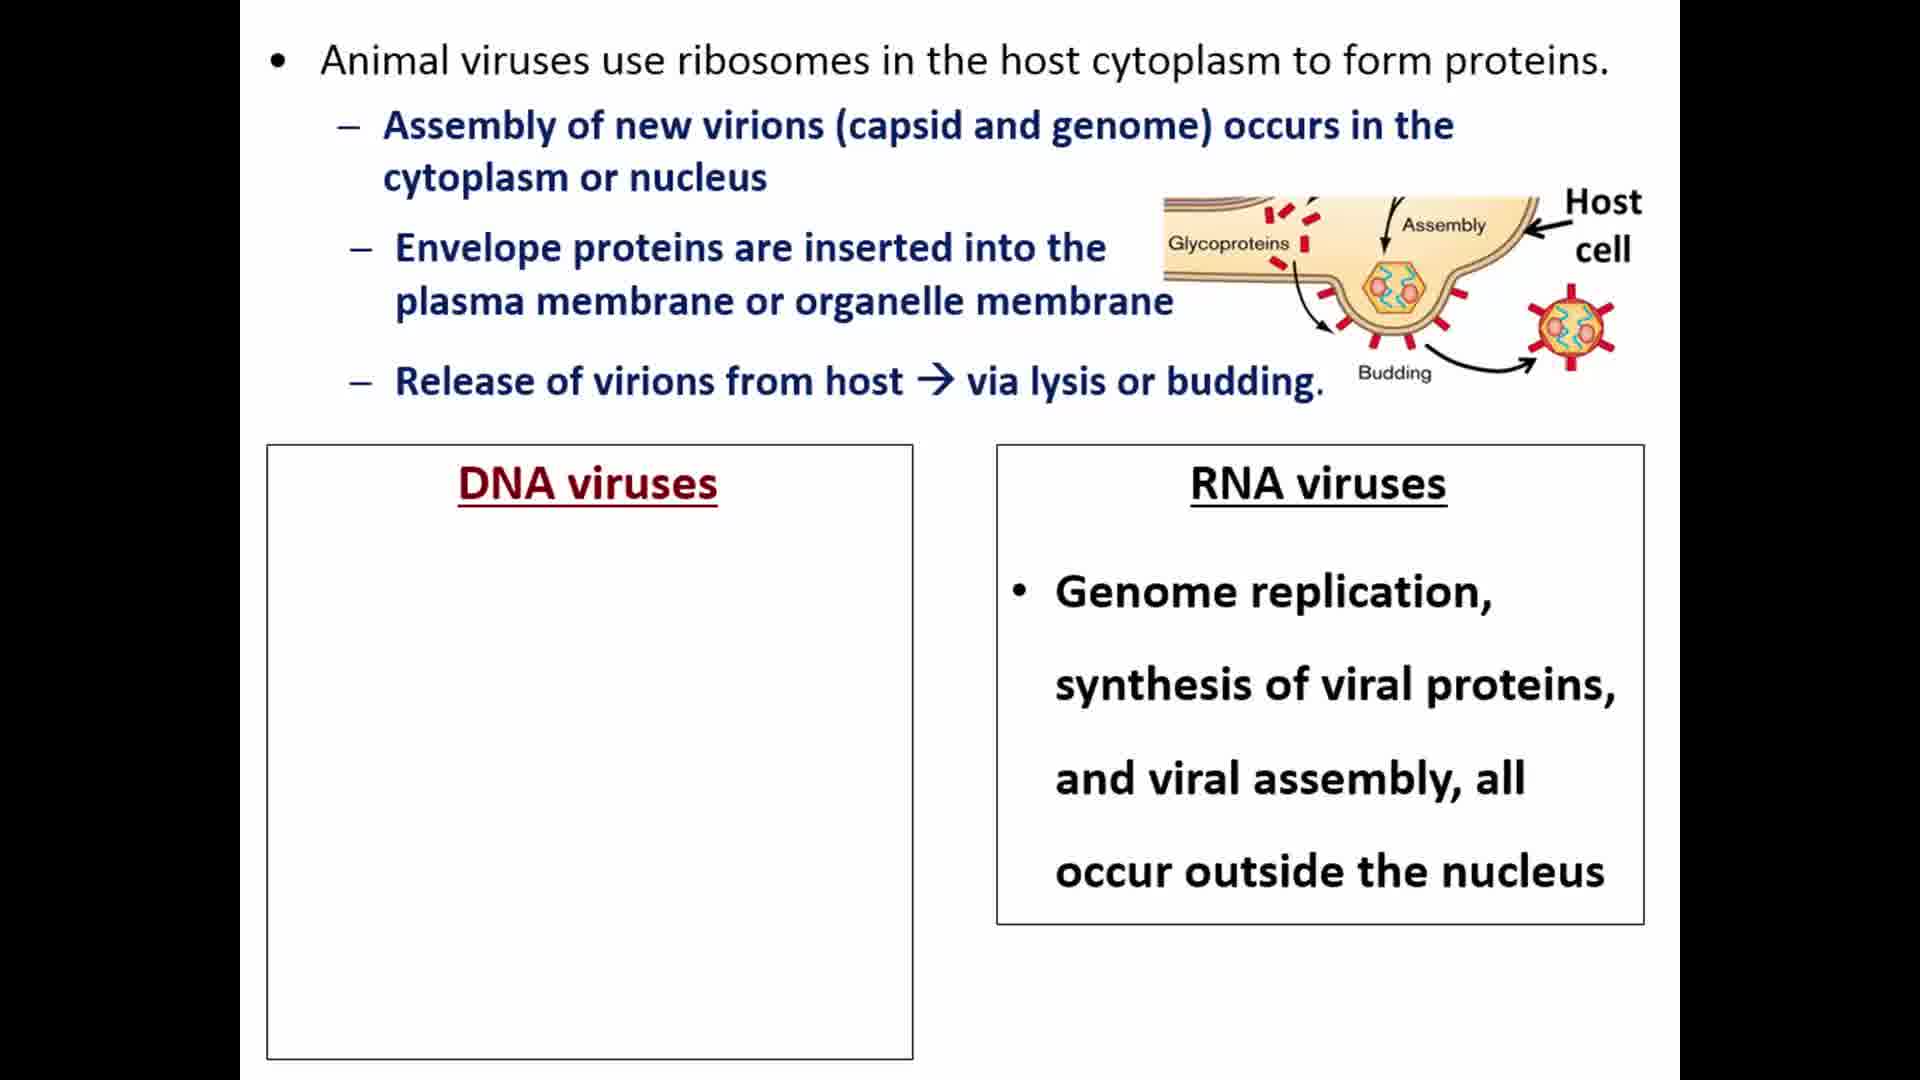 • Animal viruses use ribosomes in the host cytoplasm to form proteins.
– Assembly of new virions (capsid and genome) occurs in the
cytoplasm or nucleus
– Envelope proteins are inserted into the
plasma membrane or organelle membrane
– Release of virions from host → via lysis or budding.
Glycoproteins
Assembly
Host
cell
Budding
DNA viruses
RNA viruses
• Genome replication,
synthesis of viral proteins,
and viral assembly, all
occur outside the nucleus